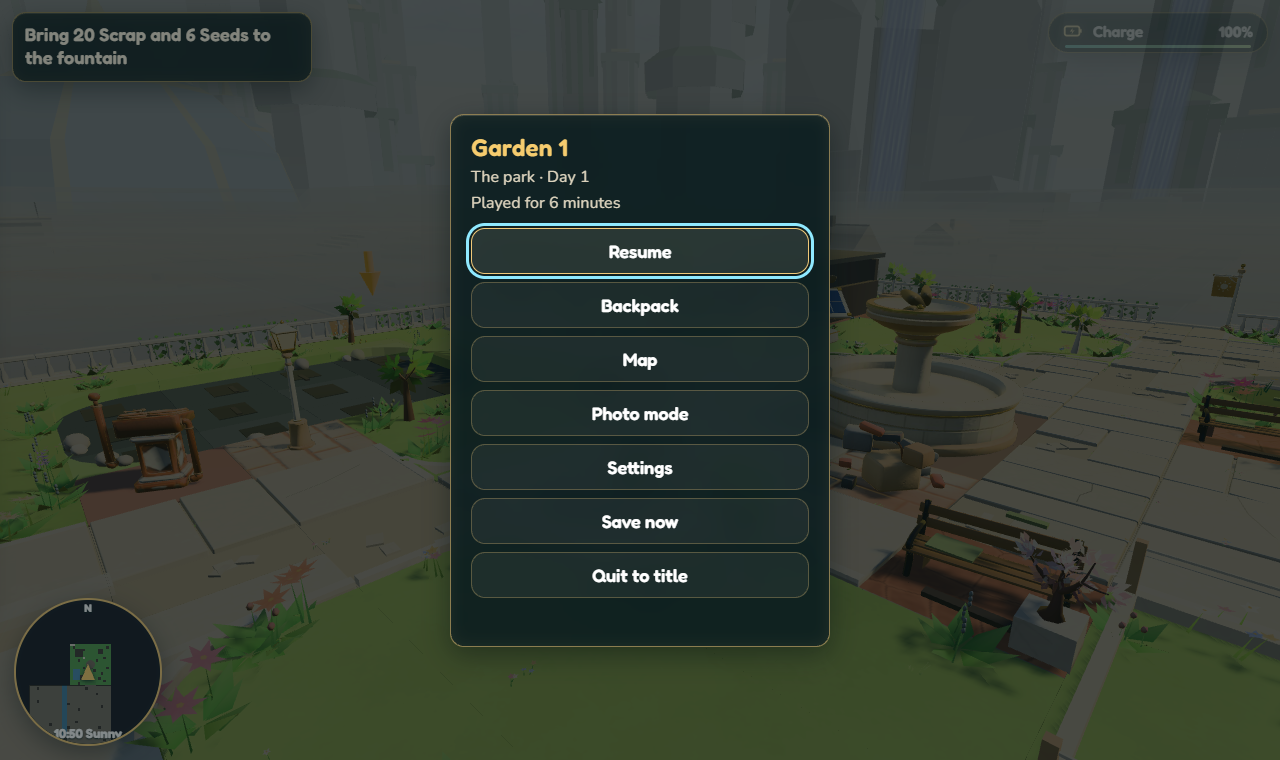 Bring 20 Scrap and 6 Seeds to
the fountain
Charge 100%
Garden 1
The park · Day 1
Played for 6 minutes
Resume
Backpack
Map
Photo mode
Settings
Save now
Quit to title
N
10:50 Sunny